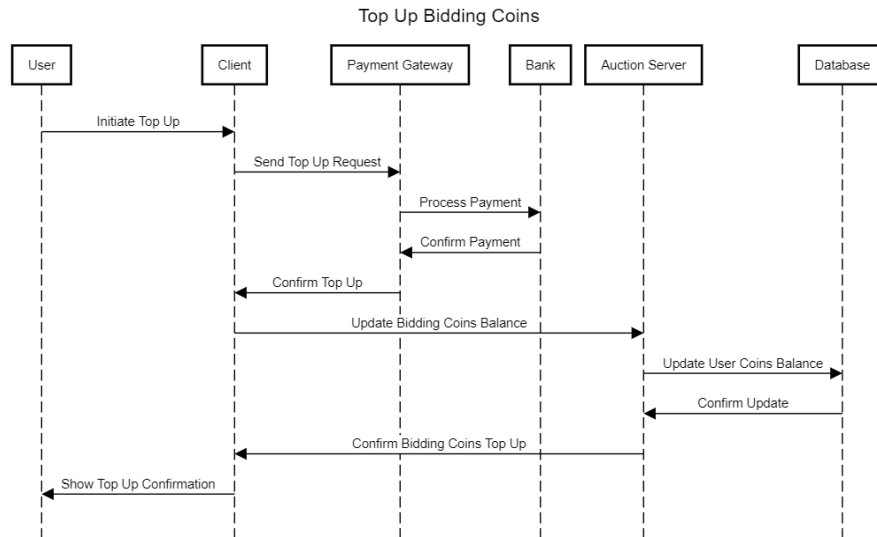 Top Up Bidding Coins
User
Client
Payment Gateway
Bank
Auction Server
Database
Initiate Top Up
Send Top Up Request
Process Payment
Confirm Payment
Confirm Top Up
Update Bidding Coins Balance
Update User Coins Balance
Confirm Update
Confirm Bidding Coins Top Up
Show Top Up Confirmation